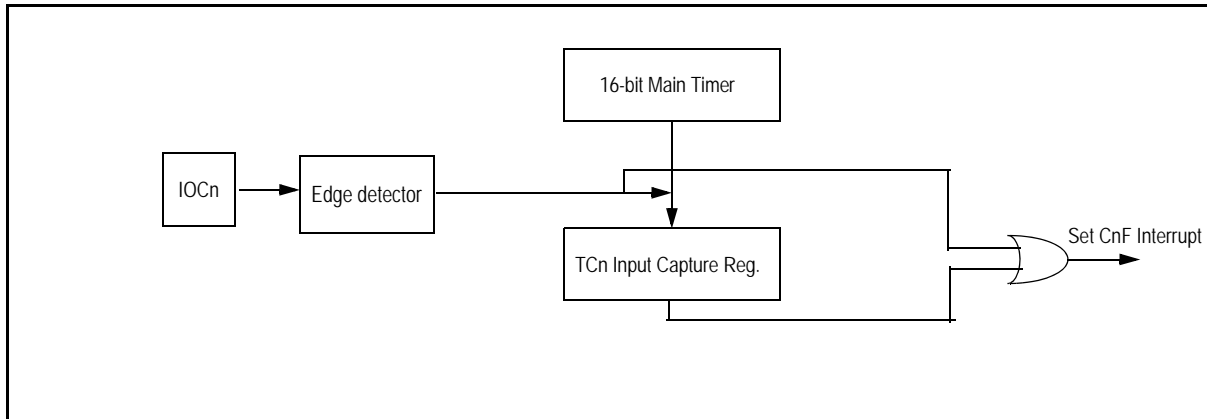 16-bit Main Timer
IOCn
Edge detector
TCn Input Capture Reg.
Set CnF Interrupt